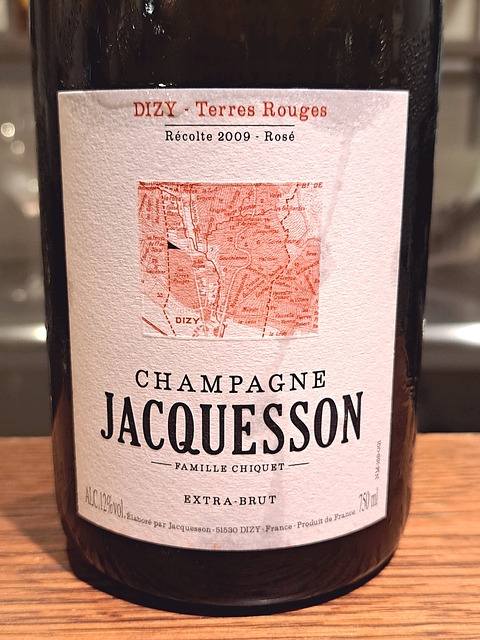 DIZY - Terres Rouges
Récolte 2009 - Rosé
DIZY
CHAMPAGNE
JACQUESSON
FAMILLE CHIQUET
EXTRA-BRUT
ALC.12%vol.
750 ml
Élaboré par Jacquesson - 51530 DIZY - France - Produit de France